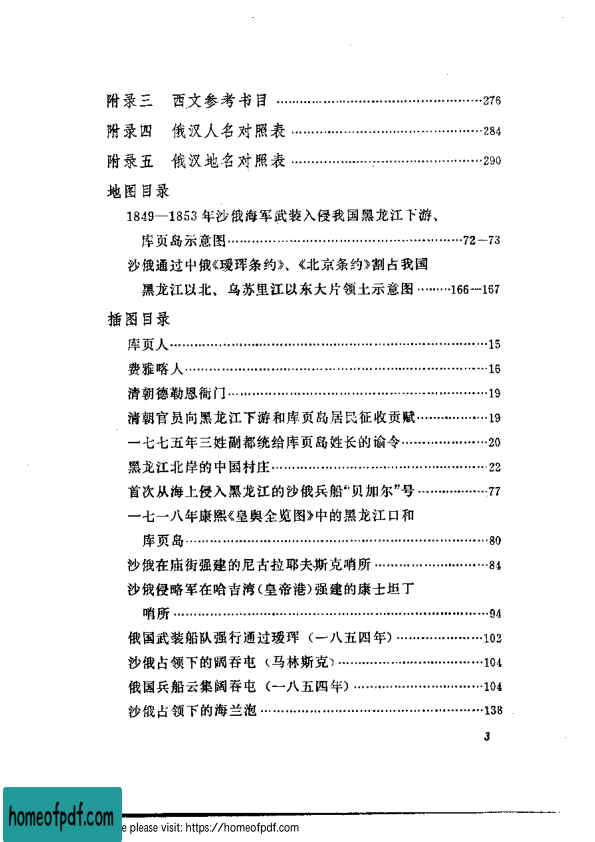 附录三 西文参考书目……276
附录四 俄汉人名对照表……284
附录五 俄汉地名对照表……290
地图目录
1849—1853年沙俄海军武装入侵我国黑龙江下游、
库页岛示意图……72—73
沙俄通过中俄《瑷珲条约》、《北京条约》割占我国
黑龙江以北、乌苏里江以东大片领土示意图……166—167
插图目录
库页人……15
费雅喀人……16
清朝德勒恩衙门……19
清朝官员向黑龙江下游和库页岛居民征收贡赋……19
一七七五年三姓副都统给库页岛姓长的谕令……20
黑龙江北岸的中国村庄……22
首次从海上侵入黑龙江的沙俄兵船“贝加尔”号……77
一七一八年康熙《皇舆全览图》中的黑龙江口和
库页岛……80
沙俄在庙街强建的尼古拉耶夫斯克哨所……84
沙俄侵略军在哈吉湾(皇帝港)强建的康士坦丁
哨所……94
俄国武装船队强行通过瑷珲(一八五四年)……102
沙俄占领下的阔吞屯(马林斯克)……104
俄国兵船云集阔吞屯(一八五四年)……104
沙俄占领下的海兰泡……138
3
homeofpdf.com
e please visit: https://homeofpdf.com